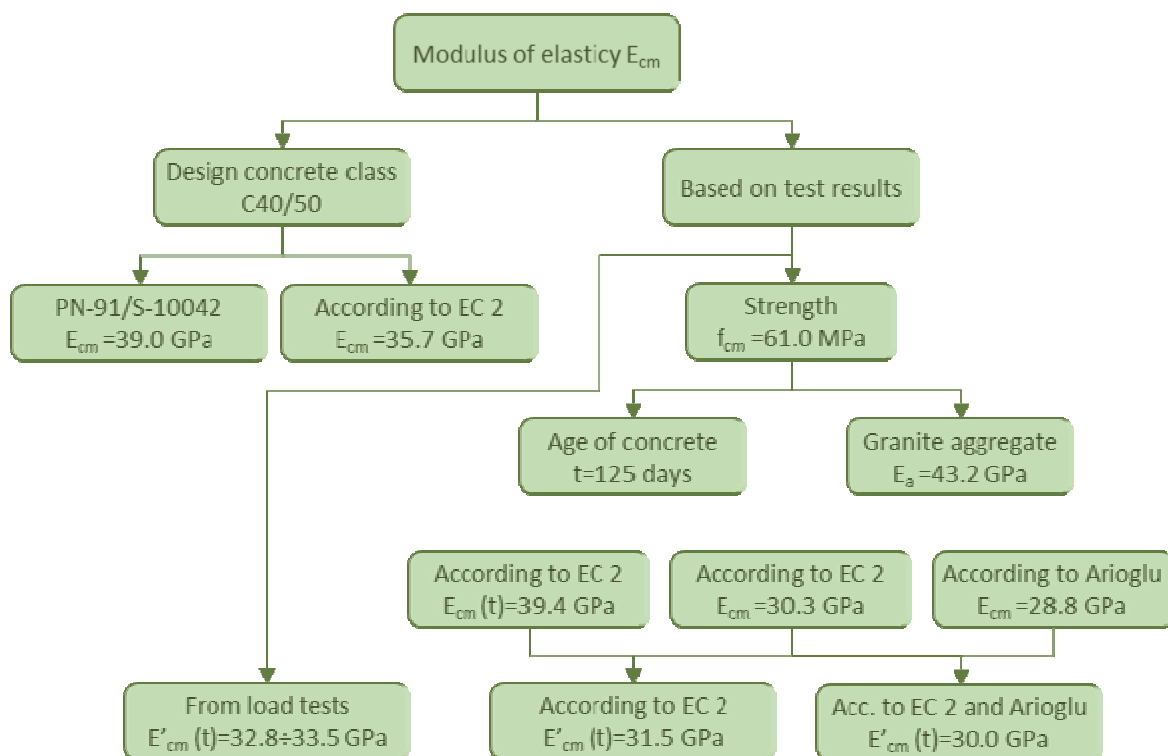 Modulus of elasticy Ecm
Design concrete class
C40/50
Based on test results
PN-91/S-10042
Ecm =39.0 GPa
According to EC 2
Ecm =35.7 GPa
Strength
fcm =61.0 MPa
Age of concrete
t=125 days
Granite aggregate
Ea =43.2 GPa
According to EC 2
Ecm (t)=39.4 GPa
According to EC 2
Ecm =30.3 GPa
According to Arioglu
Ecm =28.8 GPa
From load tests
E’cm (t)=32.8÷33.5 GPa
According to EC 2
E’cm (t)=31.5 GPa
Acc. to EC 2 and Arioglu
E’cm (t)=30.0 GPa